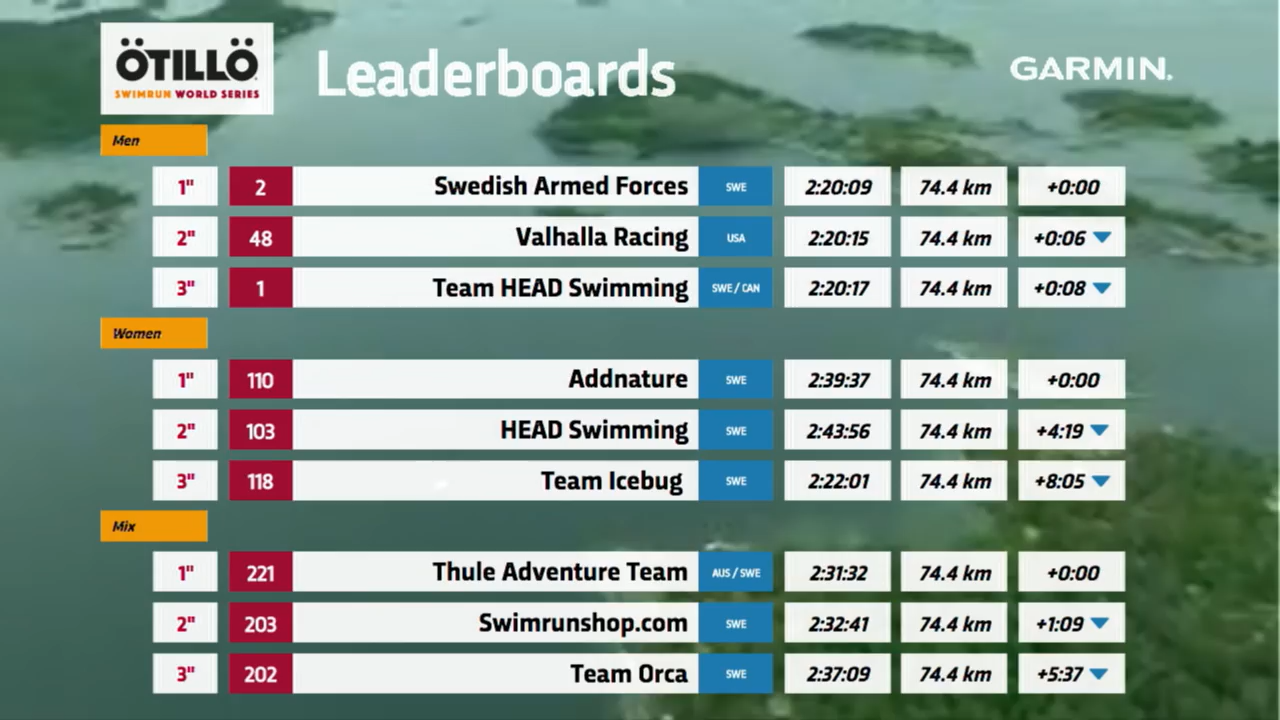 ÖTILLÖ
SWIMRUN WORLD SERIES
Leaderboards
GARMIN.
Men
1" 2 Swedish Armed Forces SWE 2:20:09 74.4 km +0:00
2" 48 Valhalla Racing USA 2:20:15 74.4 km +0:06
3" 1 Team HEAD Swimming SWE / CAN 2:20:17 74.4 km +0:08
Women
1" 110 Addnature SWE 2:39:37 74.4 km +0:00
2" 103 HEAD Swimming SWE 2:43:56 74.4 km +4:19
3" 118 Team Icebug SWE 2:22:01 74.4 km +8:05
Mix
1" 221 Thule Adventure Team AUS / SWE 2:31:32 74.4 km +0:00
2" 203 Swimrunshop.com SWE 2:32:41 74.4 km +1:09
3" 202 Team Orca SWE 2:37:09 74.4 km +5:37